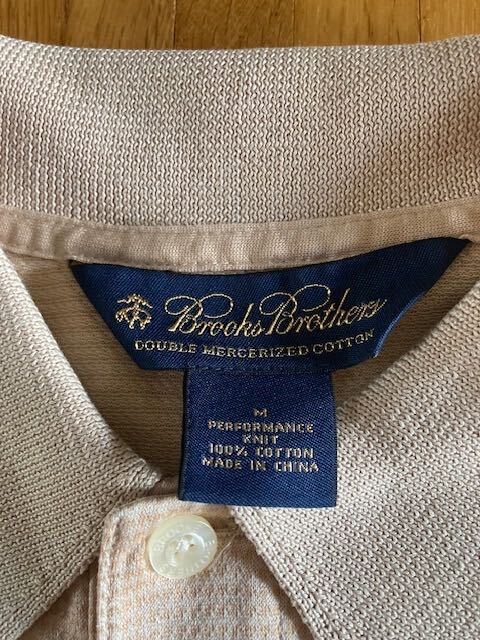 Brooks Brothers
DOUBLE MERCERIZED COTTON
M
PERFORMANCE
KNIT
100% COTTON
MADE IN CHINA